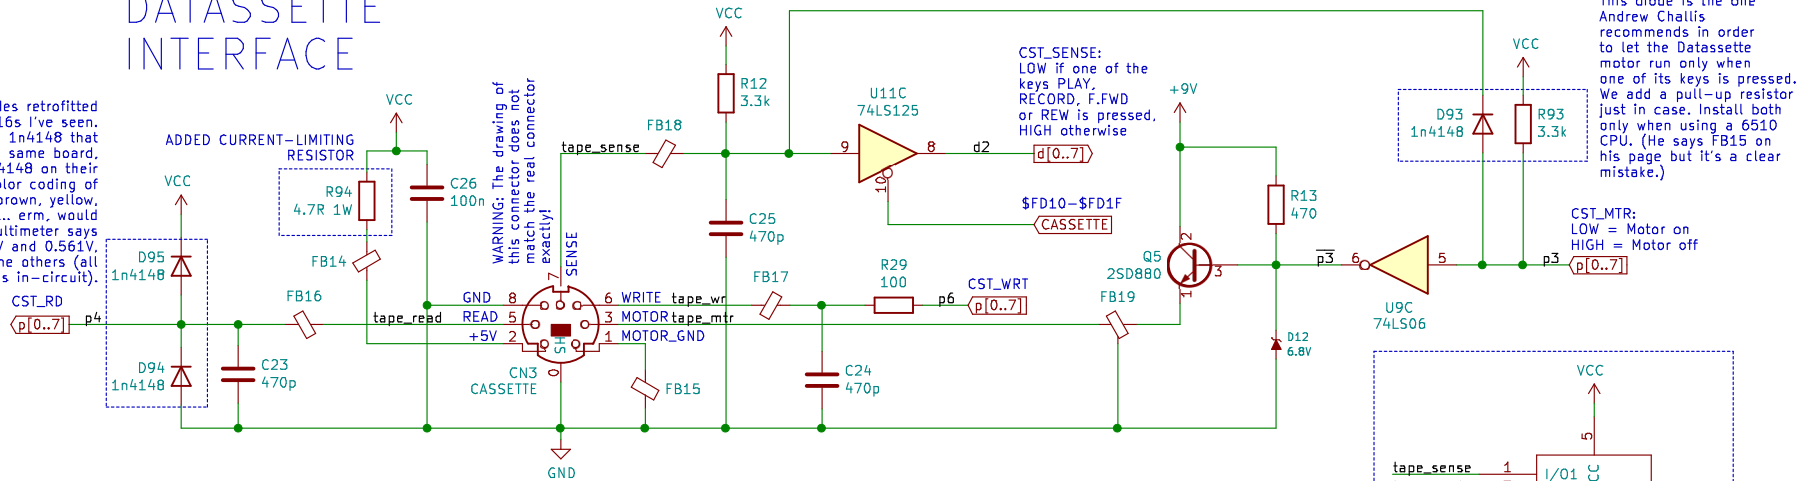 DATASSETTE
INTERFACE
les retrofitted
16s I've seen.
1n4148 that
same board,
4148 on their
color coding of
brown, yellow,
... erm, would
ultimeter says
V and 0.561V,
he others (all
s in-circuit).
CST_RD
p[0..7]
p4
VCC
D95
1n4148
D94
1n4148
C23
470p
FB16
ADDED CURRENT-LIMITING
RESISTOR
VCC
R94
4.7R 1W
FB14
C26
100n
tape_read
WARNING: The drawing of
this connector does not
match the real connector
exactly!
SENSE
7
GND
8
READ
5
+5V
2
6
WRITE
3
MOTOR
1
MOTOR_GND
SH
0
CN3
CASSETTE
GND
tape_sense
FB18
VCC
R12
3.3k
C25
470p
tape_wr
tape_mtr
FB15
FB17
C24
470p
R29
100
p6
CST_WRT
p[0..7]
U11C
74LS125
9
8
10
d2
d[0..7]
CST_SENSE:
LOW if one of the
keys PLAY,
RECORD, F.FWD
or REW is pressed,
HIGH otherwise
$FD10-$FD1F
CASSETTE
+9V
Q5
2SD880
2
3
1
FB19
R13
470
D12
6.8V
p3
6
5
U9C
74LS06
p3
p[0..7]
CST_MTR:
LOW = Motor on
HIGH = Motor off
VCC
D93
1n4148
R93
3.3k
This diode is the one
Andrew Challis
recommends in order
to let the Datassette
motor run only when
one of its keys is pressed.
We add a pull-up resistor
just in case. Install both
only when using a 6510
CPU. (He says FB15 on
his page but it's a clear
mistake.)
VCC
5
tape_sense
1
I/O1
CC